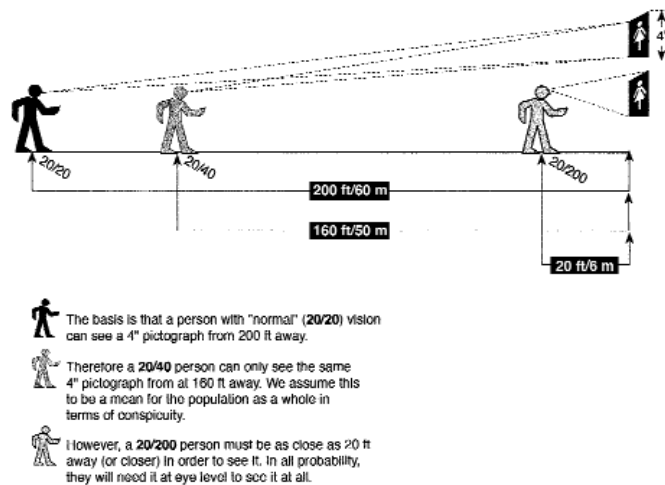 4"
20/20
20/40
20/200
200 ft/60 m
160 ft/50 m
20 ft/6 m
The basis is that a person with "normal" (20/20) vision
can see a 4" pictograph from 200 ft away.
Therefore a 20/40 person can only see the same
4" pictograph from at 160 ft away. We assume this
to be a mean for the population as a whole in
terms of conspicuity.
However, a 20/200 person must be as close as 20 ft
away (or closer) in order to see it. In all probability,
they will need it at eye level to see it at all.